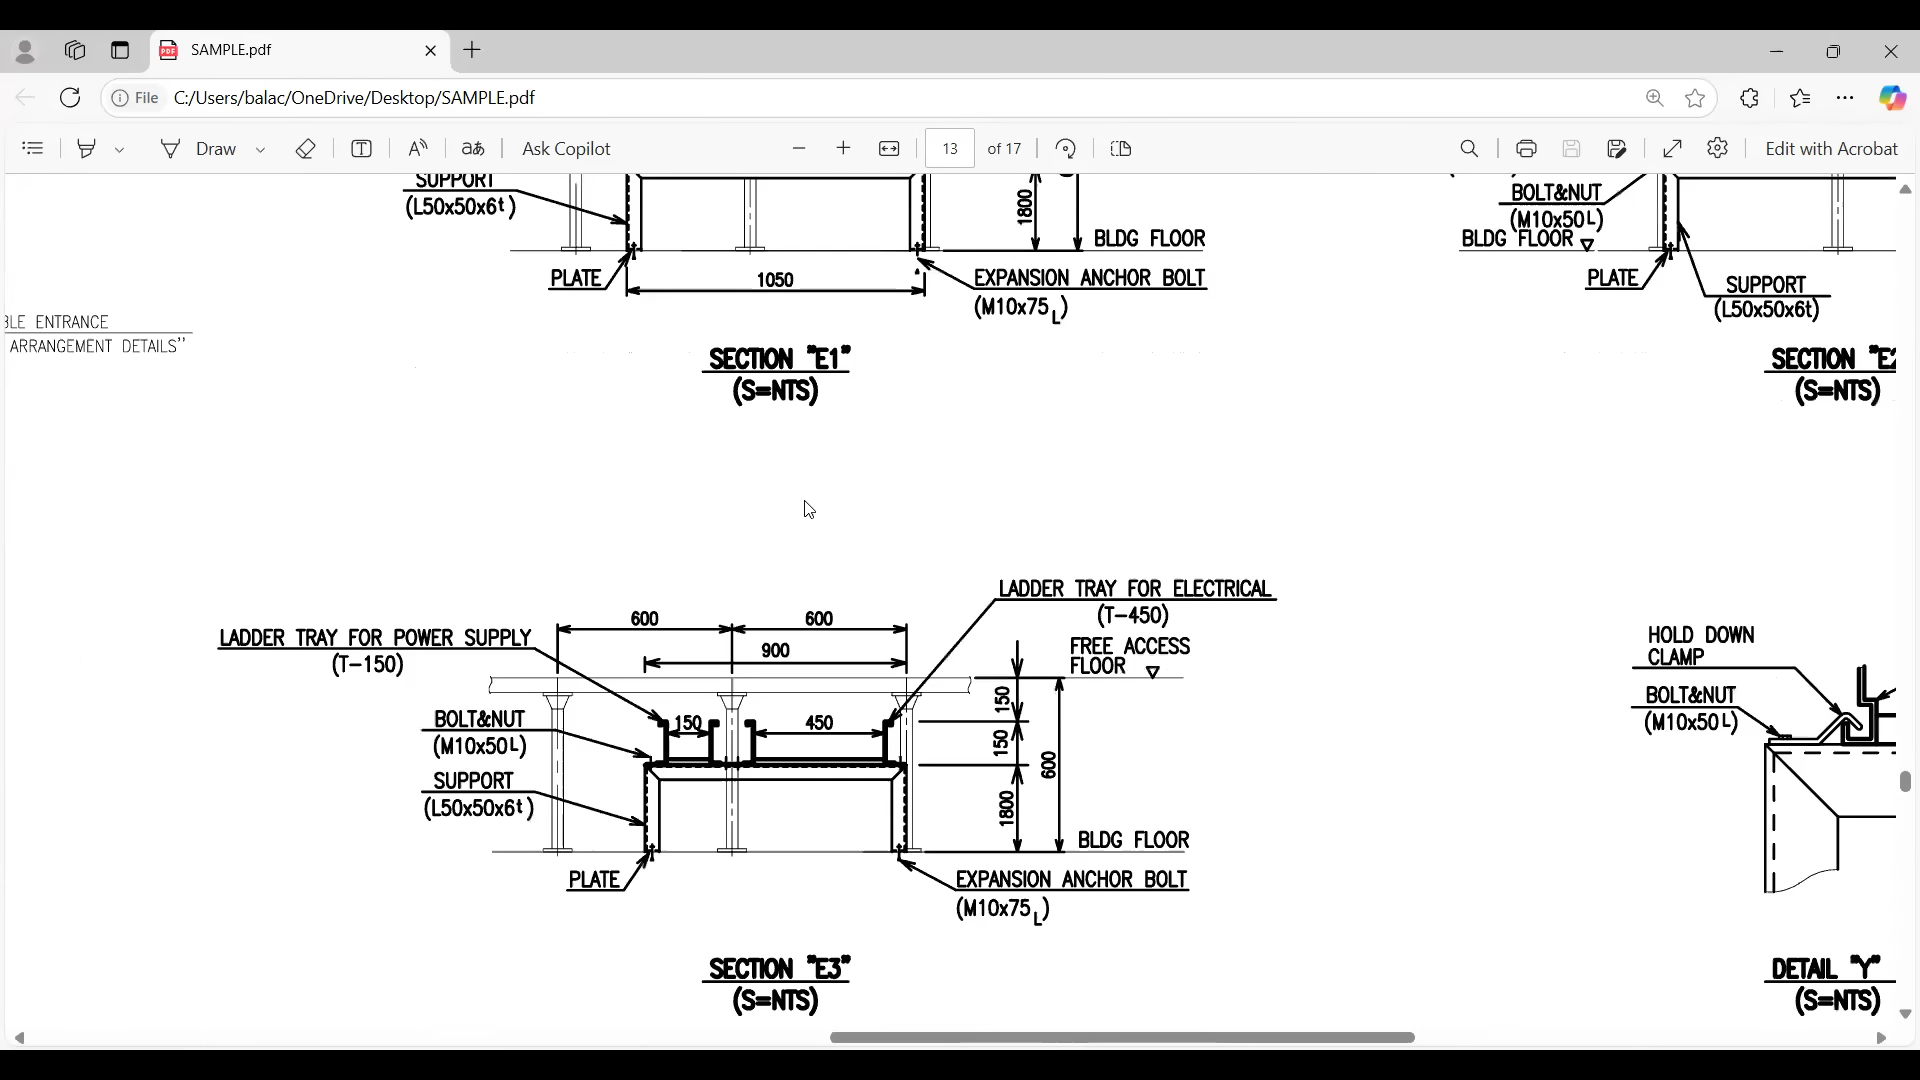 SAMPLE.pdf
File C:/Users/balac/OneDrive/Desktop/SAMPLE.pdf
Draw aあ Ask Copilot 13 of 17 Edit with Acrobat
SUPPORT
(L50x50x6t)
1800
BLDG FLOOR
PLATE
1050
EXPANSION ANCHOR BOLT
(M10x75L)
SECTION "E1"
(S=NTS)
BOLT&NUT
(M10x50L)
BLDG FLOOR
PLATE
SUPPORT
(L50x50x6t)
SECTION "E2
(S=NTS)
BLE ENTRANCE
ARRANGEMENT DETAILS"
LADDER TRAY FOR ELECTRICAL
(T-450)
600 600
LADDER TRAY FOR POWER SUPPLY
(T-150)
900
FREE ACCESS
FLOOR
150
BOLT&NUT
(M10x50L)
150 450
150
600
SUPPORT
(L50x50x6t)
1800
BLDG FLOOR
PLATE
EXPANSION ANCHOR BOLT
(M10x75L)
SECTION "E3"
(S=NTS)
HOLD DOWN
CLAMP
BOLT&NUT
(M10x50L)
DETAIL "Y"
(S=NTS)